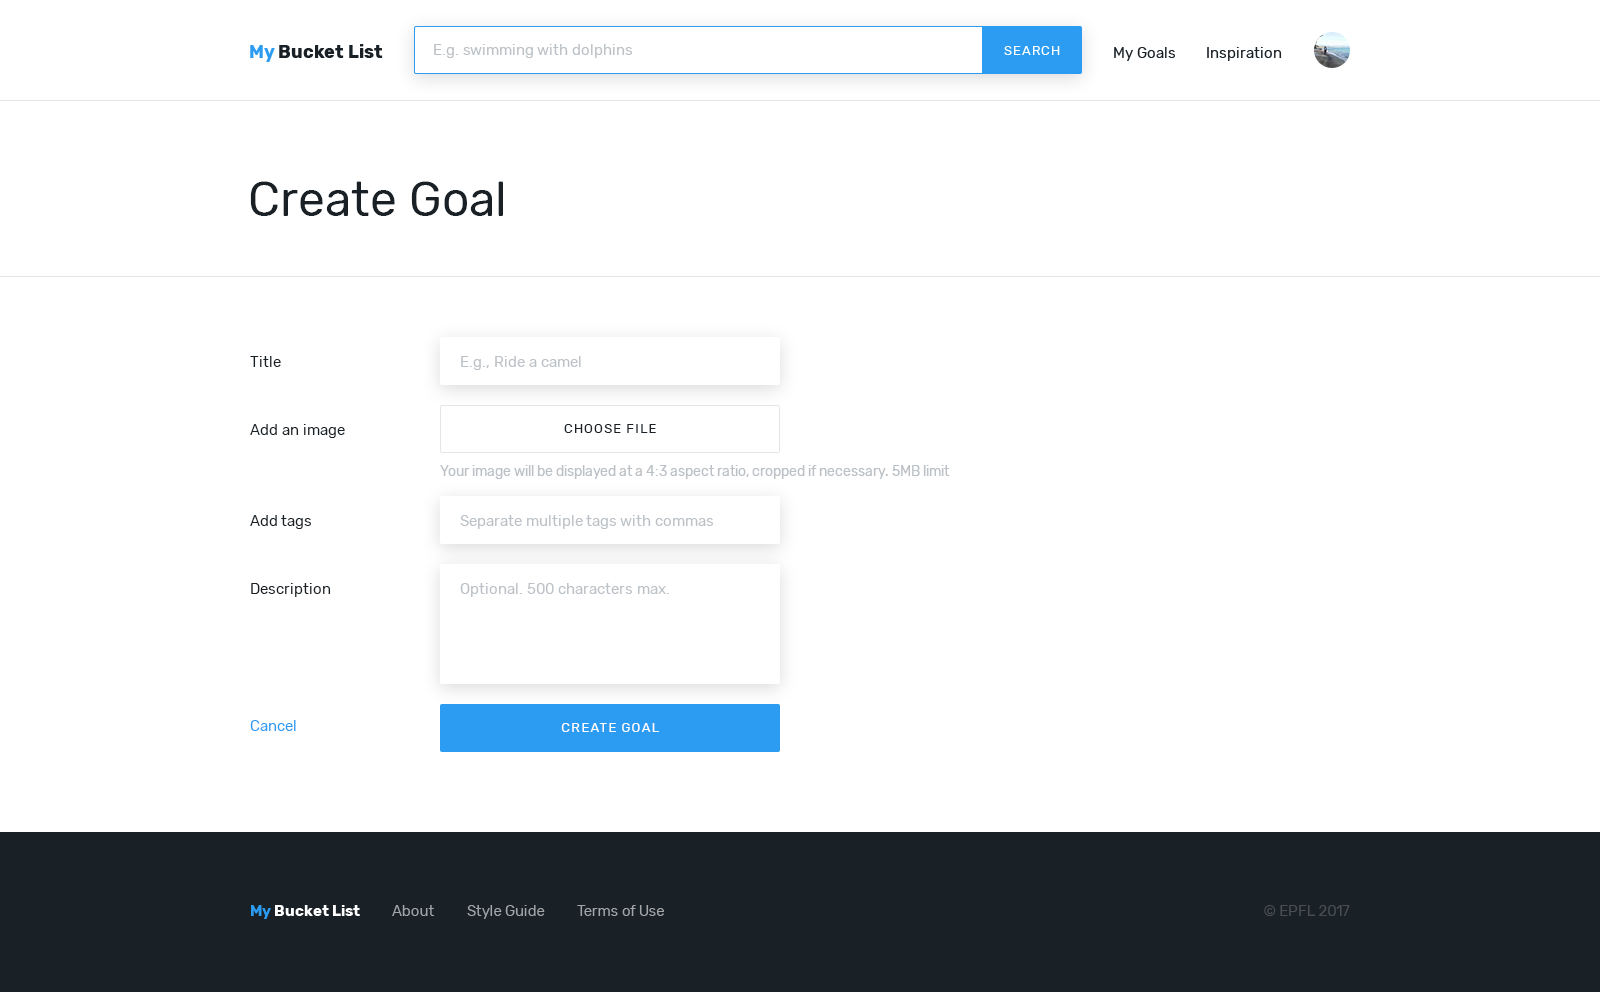 My Bucket List
E.g. swimming with dolphins
SEARCH
My Goals
Inspiration
Create Goal
Title
E.g., Ride a camel
Add an image
CHOOSE FILE
Your image will be displayed at a 4:3 aspect ratio, cropped if necessary. 5MB limit
Add tags
Separate multiple tags with commas
Description
Optional. 500 characters max.
Cancel
CREATE GOAL
My Bucket List
About
Style Guide
Terms of Use
© EPFL 2017